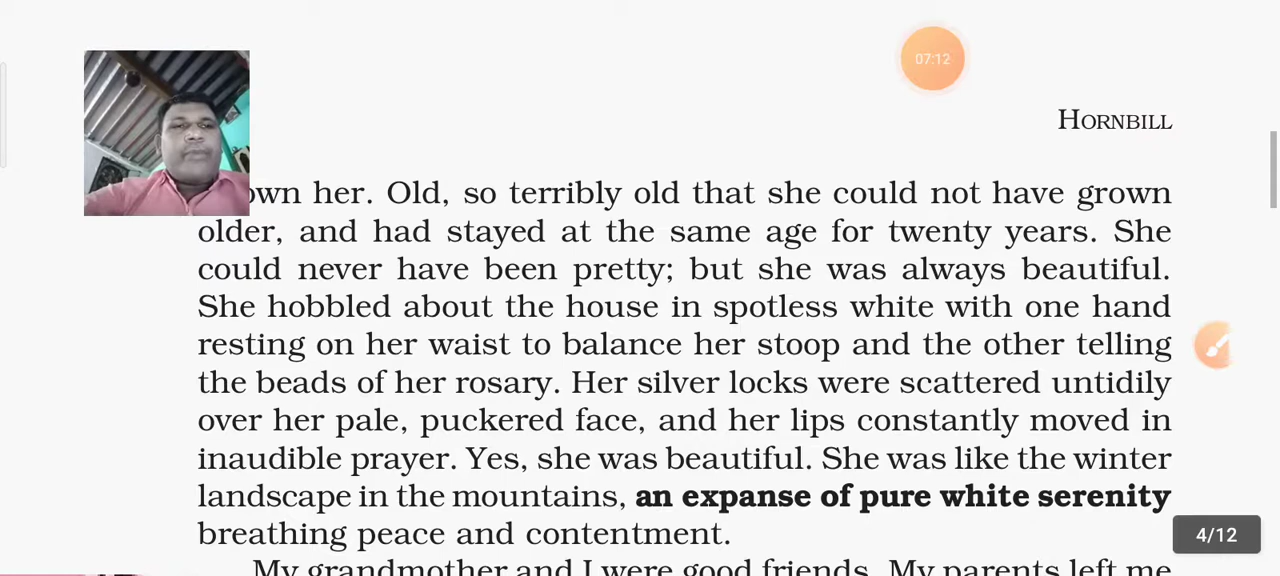 07:12
HORNBILL
own her. Old, so terribly old that she could not have grown
older, and had stayed at the same age for twenty years. She
could never have been pretty; but she was always beautiful.
She hobbled about the house in spotless white with one hand
resting on her waist to balance her stoop and the other telling
the beads of her rosary. Her silver locks were scattered untidily
over her pale, puckered face, and her lips constantly moved in
inaudible prayer. Yes, she was beautiful. She was like the winter
landscape in the mountains, an expanse of pure white serenity
breathing peace and contentment.
4/12
My grandmother and I were good friends. My parents left me